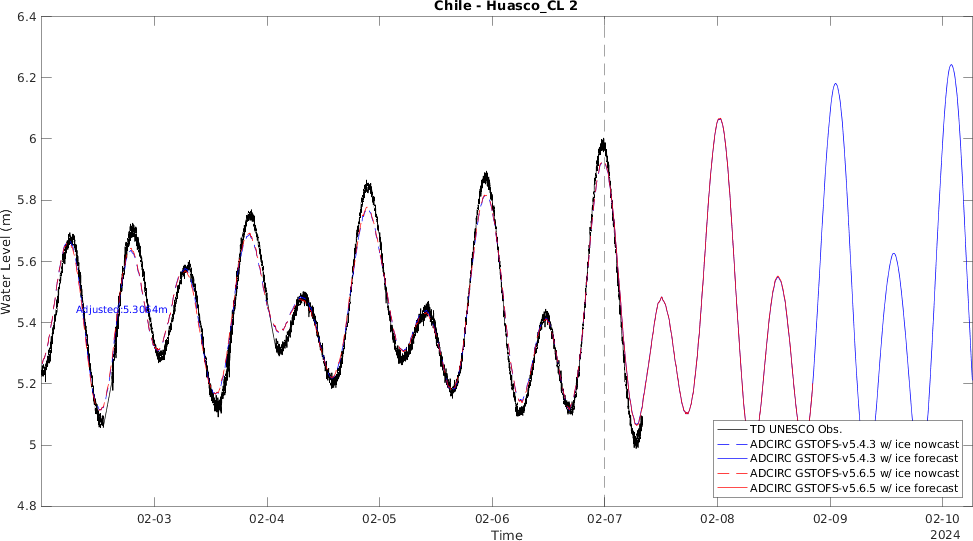 Chile - Huasco_CL 2
6.4
6.2
6
5.8
5.6
5.4
5.2
5
4.8
Water Level (m)
Adjusted:5.3064m
TD UNESCO Obs.
ADCIRC GSTOFS-v5.4.3 w/ ice nowcast
ADCIRC GSTOFS-v5.4.3 w/ ice forecast
ADCIRC GSTOFS-v5.6.5 w/ ice nowcast
ADCIRC GSTOFS-v5.6.5 w/ ice forecast
02-03 02-04 02-05 02-06 02-07 02-08 02-09 02-10
Time 2024